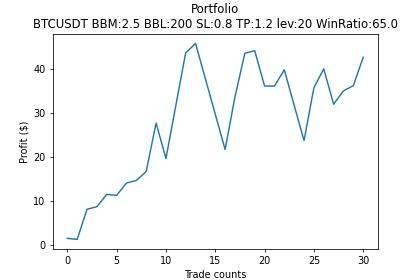 Portfolio
BTCUSDT BBM:2.5 BBL:200 SL:0.8 TP:1.2 lev:20 WinRatio:65.0
40
30
20
10
0
Profit ($)
0 5 10 15 20 25 30
Trade counts